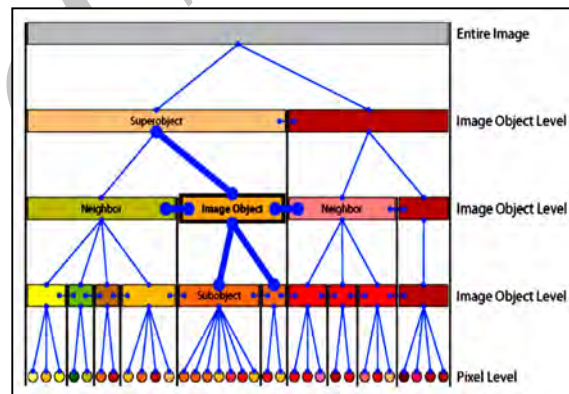 Entire Image
Superobject
Image Object Level
Neighbor
Image Object
Neighbor
Image Object Level
Subobject
Image Object Level
Pixel Level